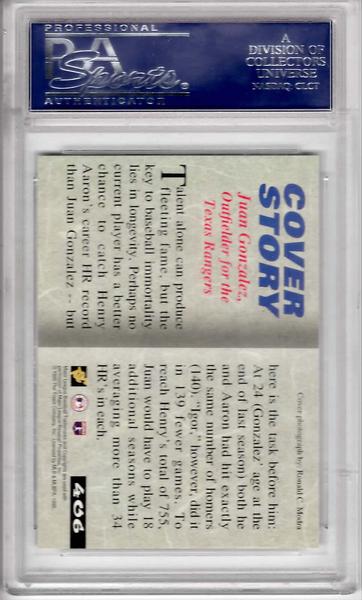 PROFESSIONAL
PSA
Sports
AUTHENTICATOR
A
DIVISION OF
COLLECTORS
UNIVERSE
NASDAQ: CLCT
COVER
STORY
Juan Gonzalez,
Outfielder for the
Texas Rangers
Talent alone can produce
fleeting fame, but the
key to baseball immortality
lies in longevity. Perhaps no
current player has a better
chance to catch Henry
Aaron's career HR record
than Juan Gonzalez -- but
Cover photograph by: Ronald C. Modra
here is the task before him:
At 24 (Gonzalez' age at the
end of last season) both he
and Aaron had hit exactly
the same number of homers
(140). "Igor," however, did it
in 139 fewer games. To
reach Henry's total of 755,
Juan would have to play 18
additional seasons while
averaging more than 34
HR's in each.
406